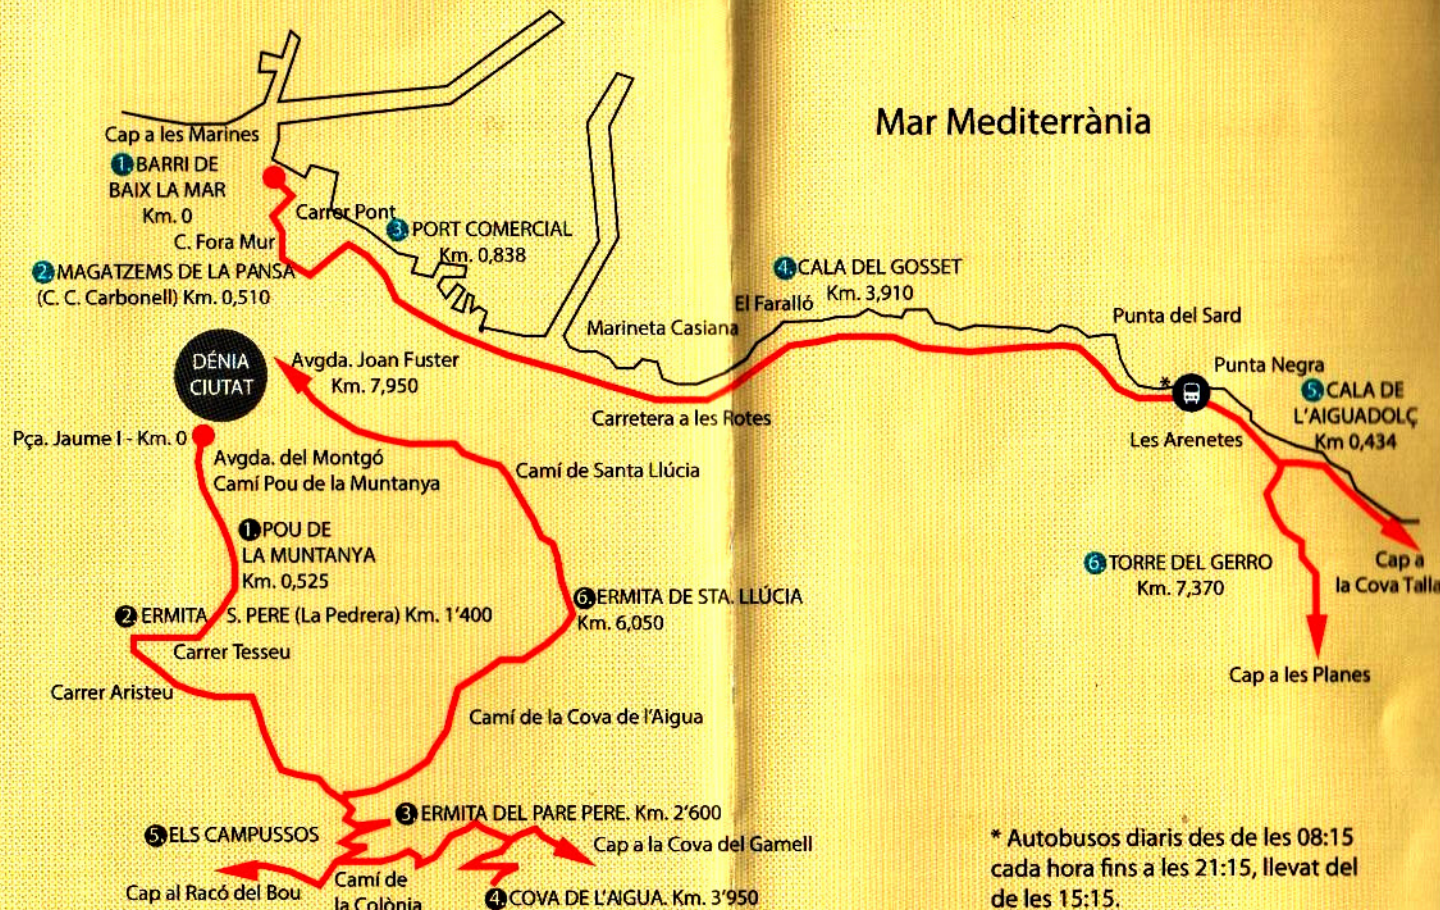 Mar Mediterrània
Cap a les Marines
1. BARRI DE
BAIX LA MAR
Km. 0
Carrer Pont
C. Fora Mur
3. PORT COMERCIAL
Km. 0,838
2. MAGATZEMS DE LA PANSA
(C. C. Carbonell) Km. 0,510
4. CALA DEL GOSSET
Km. 3,910
El Faralló
Marineta Casiana
Punta del Sard
Punta Negra
*
5. CALA DE
L'AIGUADOLÇ
Km 0,434
Carretera a les Rotes
Les Arenetes
DÉNIA
CIUTAT
Avgda. Joan Fuster
Km. 7,950
Pça. Jaume I - Km. 0
Avgda. del Montgó
Camí Pou de la Muntanya
Camí de Santa Llúcia
1. POU DE
LA MUNTANYA
Km. 0,525
6. TORRE DEL GERRO
Km. 7,370
Cap a
la Cova Talla
2. ERMITA S. PERE (La Pedrera) Km. 1'400
6. ERMITA DE STA. LLÚCIA
Km. 6,050
Carrer Tesseu
Carrer Aristeu
Cap a les Planes
Camí de la Cova de l'Aigua
3 ERMITA DEL PARE PERE. Km. 2'600
5. ELS CAMPUSSOS
Cap a la Cova del Gamell
Cap al Racó del Bou
Camí de
la Colònia
4. COVA DE L'AIGUA. Km. 3'950
* Autobusos diaris des de les 08:15
cada hora fins a les 21:15, llevat del
de les 15:15.